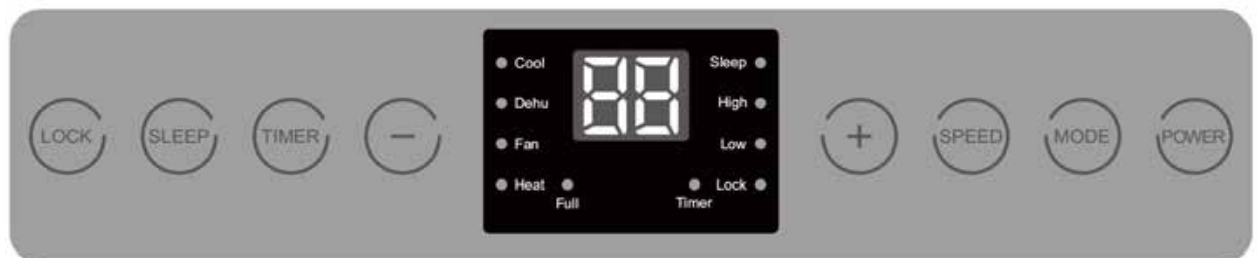 Cool 88 Sleep
Dehu High
LOCK SLEEP TIMER − Fan Low + SPEED MODE POWER
Heat Lock
Full Timer